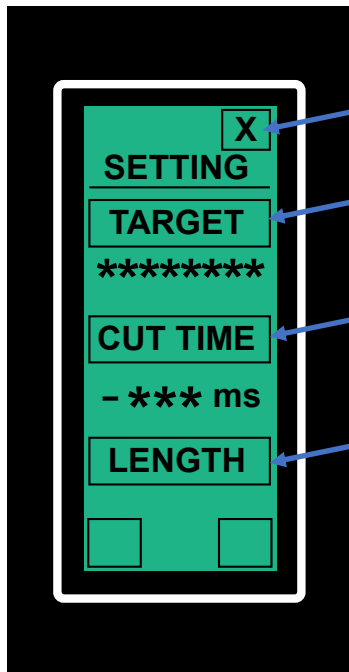 X
SETTING
TARGET
********
CUT TIME
- *** ms
LENGTH